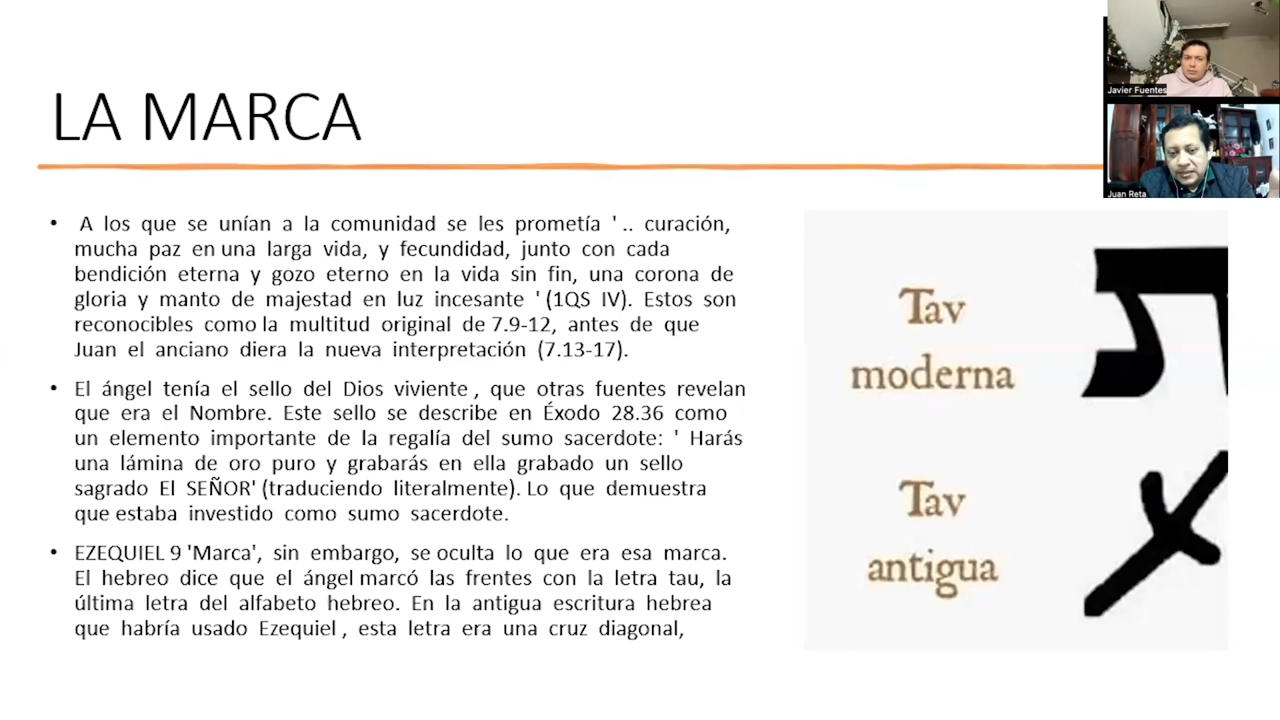 LA MARCA
Javier Fuentes
Juan Reta
• A los que se unían a la comunidad se les prometía ' .. curación,
mucha paz en una larga vida, y fecundidad, junto con cada
bendición eterna y gozo eterno en la vida sin fin, una corona de
gloria y manto de majestad en luz incesante ' (1QS IV). Estos son
reconocibles como la multitud original de 7.9-12, antes de que
Juan el anciano diera la nueva interpretación (7.13-17).
• El ángel tenía el sello del Dios viviente , que otras fuentes revelan
que era el Nombre. Este sello se describe en Éxodo 28.36 como
un elemento importante de la regalía del sumo sacerdote: ' Harás
una lámina de oro puro y grabarás en ella grabado un sello
sagrado El SEÑOR' (traduciendo literalmente). Lo que demuestra
que estaba investido como sumo sacerdote.
• EZEQUIEL 9 'Marca', sin embargo, se oculta lo que era esa marca.
El hebreo dice que el ángel marcó las frentes con la letra tau, la
última letra del alfabeto hebreo. En la antigua escritura hebrea
que habría usado Ezequiel , esta letra era una cruz diagonal,
Tav
moderna
ת
Tav
antigua